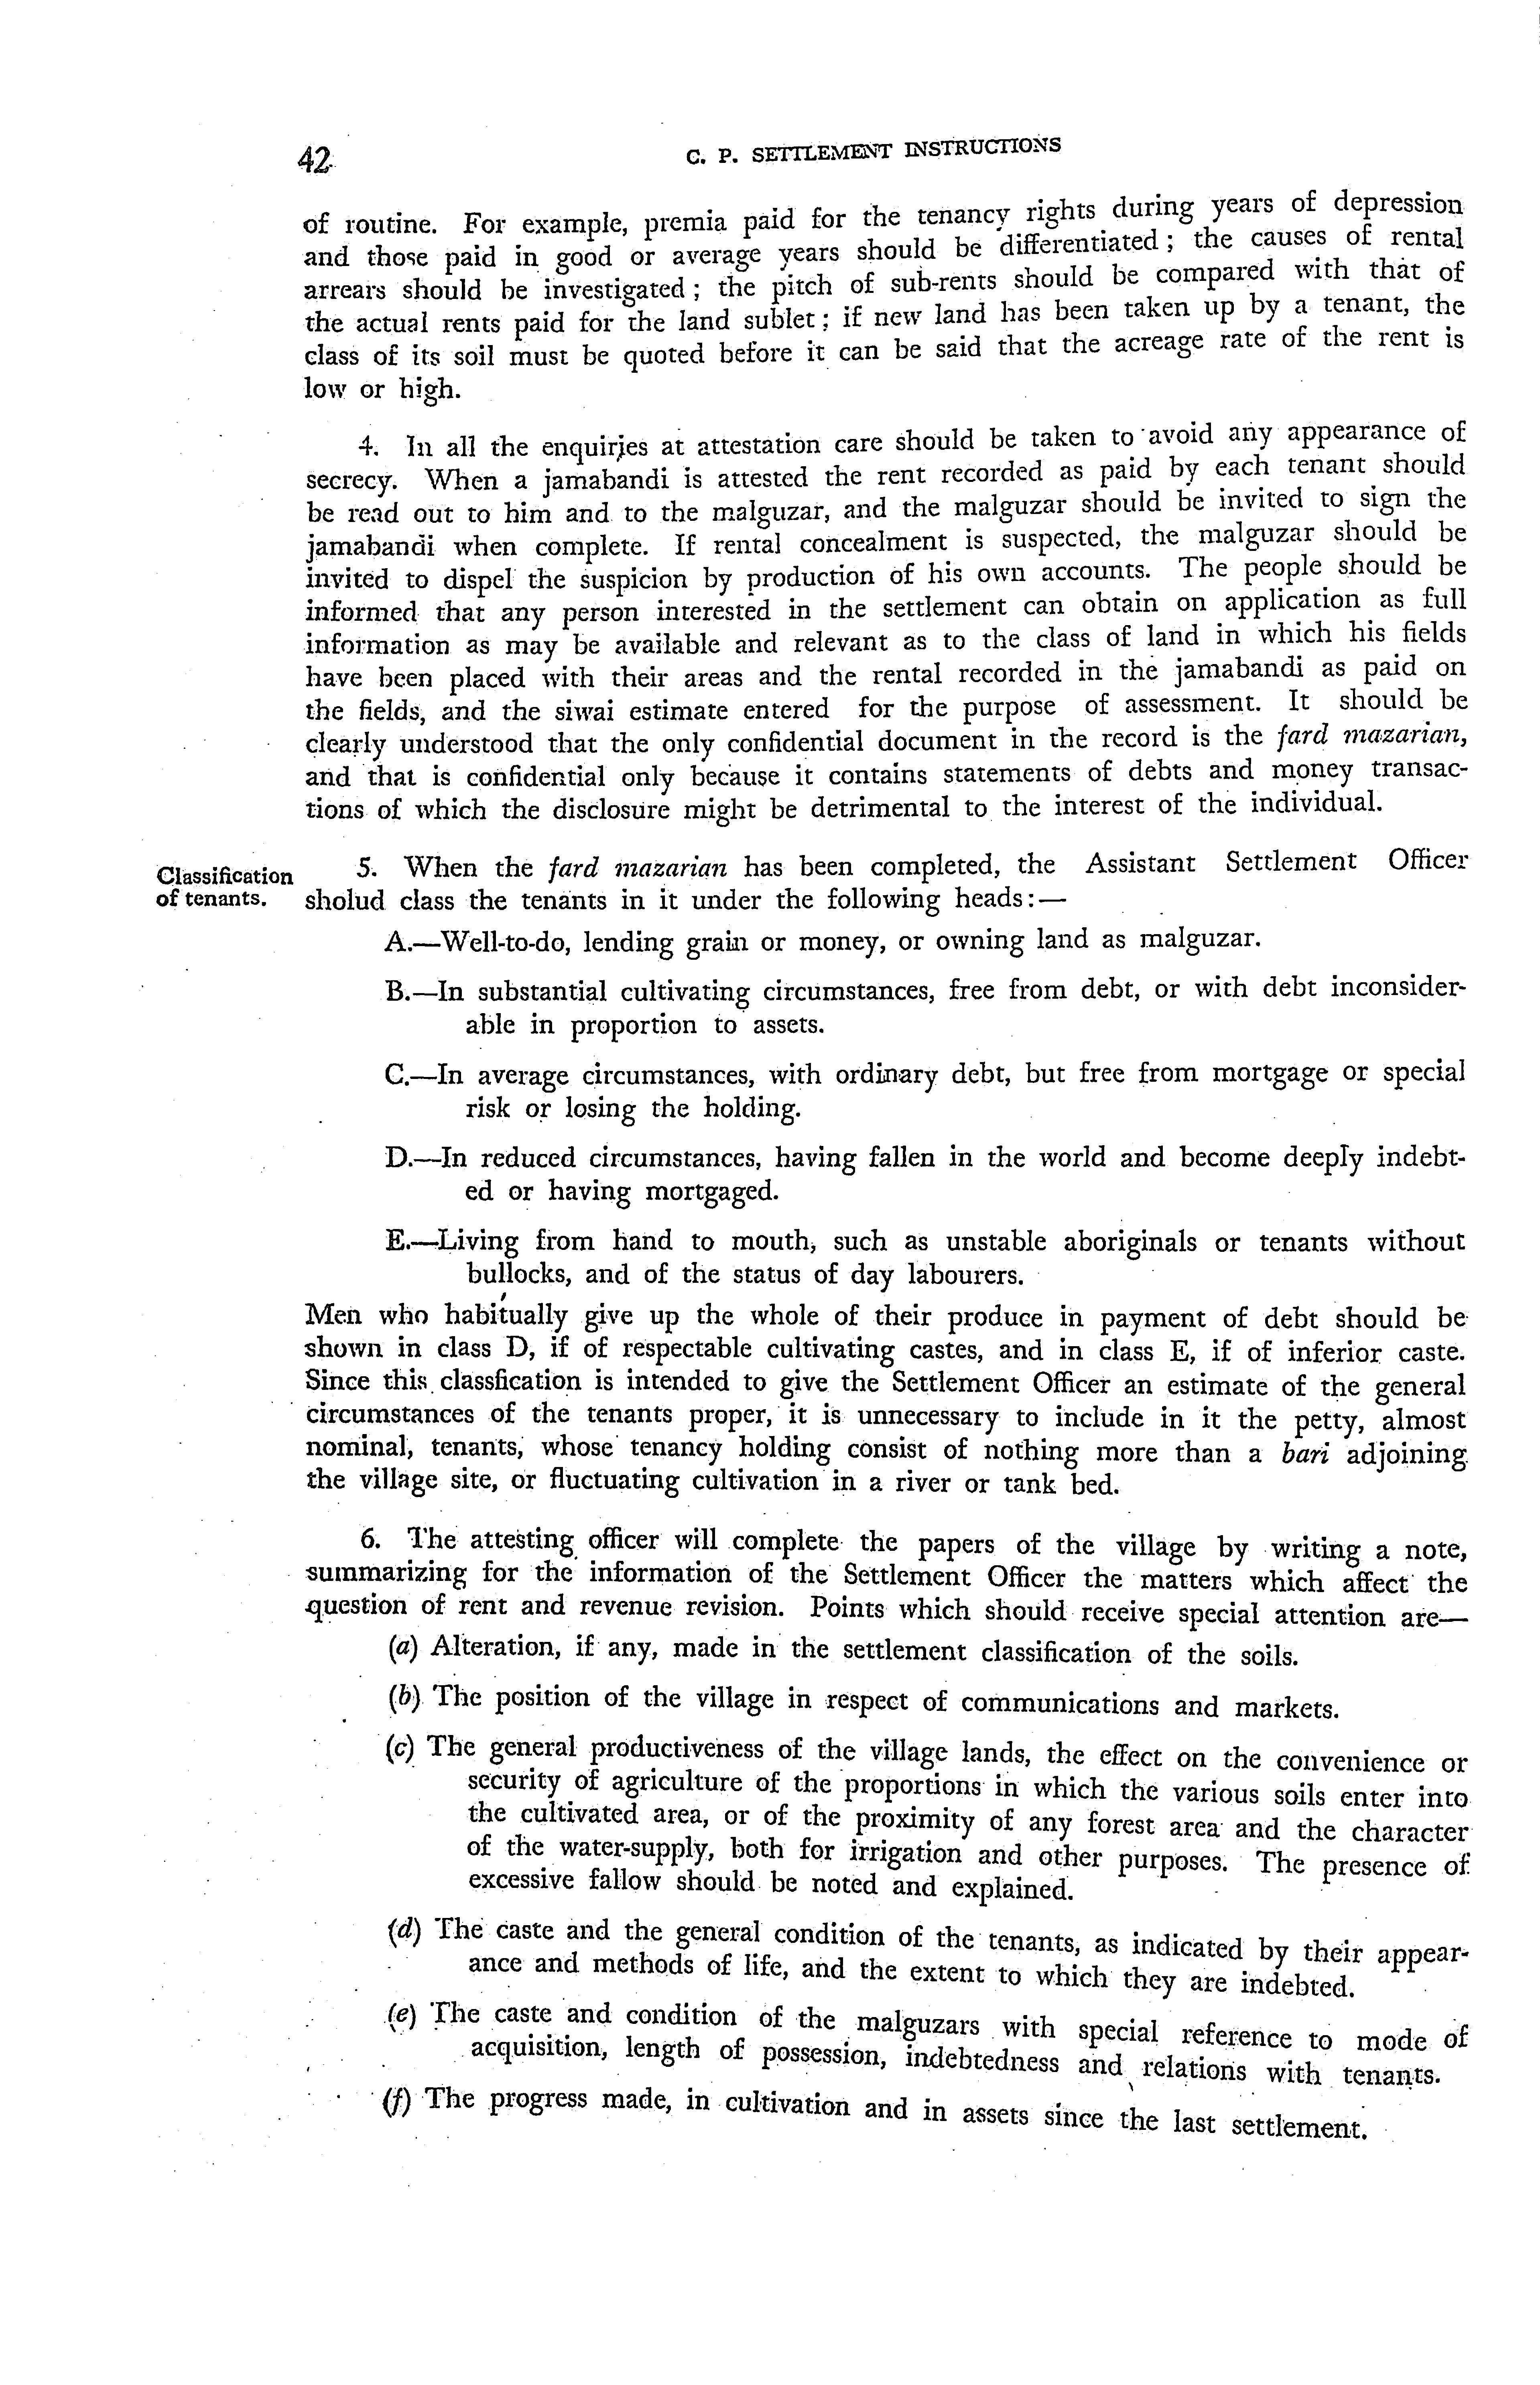 42
C. P. SETTLEMENT INSTRUCTIONS
of routine. For example, premia paid for the tenancy rights during years of depression
and those paid in good or average years should be differentiated ; the causes of rental
arrears should be investigated ; the pitch of sub-rents should be compared with that of
the actual rents paid for the land sublet ; if new land has been taken up by a tenant, the
class of its soil must be quoted before it can be said that the acreage rate of the rent is
low or high.
4. In all the enquiries at attestation care should be taken to avoid any appearance of
secrecy. When a jamabandi is attested the rent recorded as paid by each tenant should
be read out to him and to the malguzar, and the malguzar should be invited to sign the
jamabandi when complete. If rental concealment is suspected, the malguzar should be
invited to dispel the suspicion by production of his own accounts. The people should be
informed that any person interested in the settlement can obtain on application as full
information as may be available and relevant as to the class of land in which his fields
have been placed with their areas and the rental recorded in the jamabandi as paid on
the fields, and the siwai estimate entered for the purpose of assessment. It should be
clearly understood that the only confidential document in the record is the fard mazarian,
and that is confidential only because it contains statements of debts and money transac-
tions of which the disclosure might be detrimental to the interest of the individual.
Classification
of tenants.
5. When the fard mazarian has been completed, the Assistant Settlement Officer
sholud class the tenants in it under the following heads:—
A.—Well-to-do, lending grain or money, or owning land as malguzar.
B.—In substantial cultivating circumstances, free from debt, or with debt inconsider-
able in proportion to assets.
C.—In average circumstances, with ordinary debt, but free from mortgage or special
risk or losing the holding.
D.—In reduced circumstances, having fallen in the world and become deeply indebt-
ed or having mortgaged.
E.—Living from hand to mouth, such as unstable aboriginals or tenants without
bullocks, and of the status of day labourers.
Men who habitually give up the whole of their produce in payment of debt should be
shown in class D, if of respectable cultivating castes, and in class E, if of inferior caste.
Since this classfication is intended to give the Settlement Officer an estimate of the general
circumstances of the tenants proper, it is unnecessary to include in it the petty, almost
nominal, tenants, whose tenancy holding consist of nothing more than a bari adjoining
the village site, or fluctuating cultivation in a river or tank bed.
6. The attesting officer will complete the papers of the village by writing a note,
summarizing for the information of the Settlement Officer the matters which affect the
question of rent and revenue revision. Points which should receive special attention are—
(a) Alteration, if any, made in the settlement classification of the soils.
(b) The position of the village in respect of communications and markets.
(c) The general productiveness of the village lands, the effect on the convenience or
security of agriculture of the proportions in which the various soils enter into
the cultivated area, or of the proximity of any forest area and the character
of the water-supply, both for irrigation and other purposes. The presence of
excessive fallow should be noted and explained.
(d) The caste and the general condition of the tenants, as indicated by their appear-
ance and methods of life, and the extent to which they are indebted.
(e) The caste and condition of the malguzars with special reference to mode of
acquisition, length of possession, indebtedness and relations with tenants.
(f) The progress made, in cultivation and in assets since the last settlement.